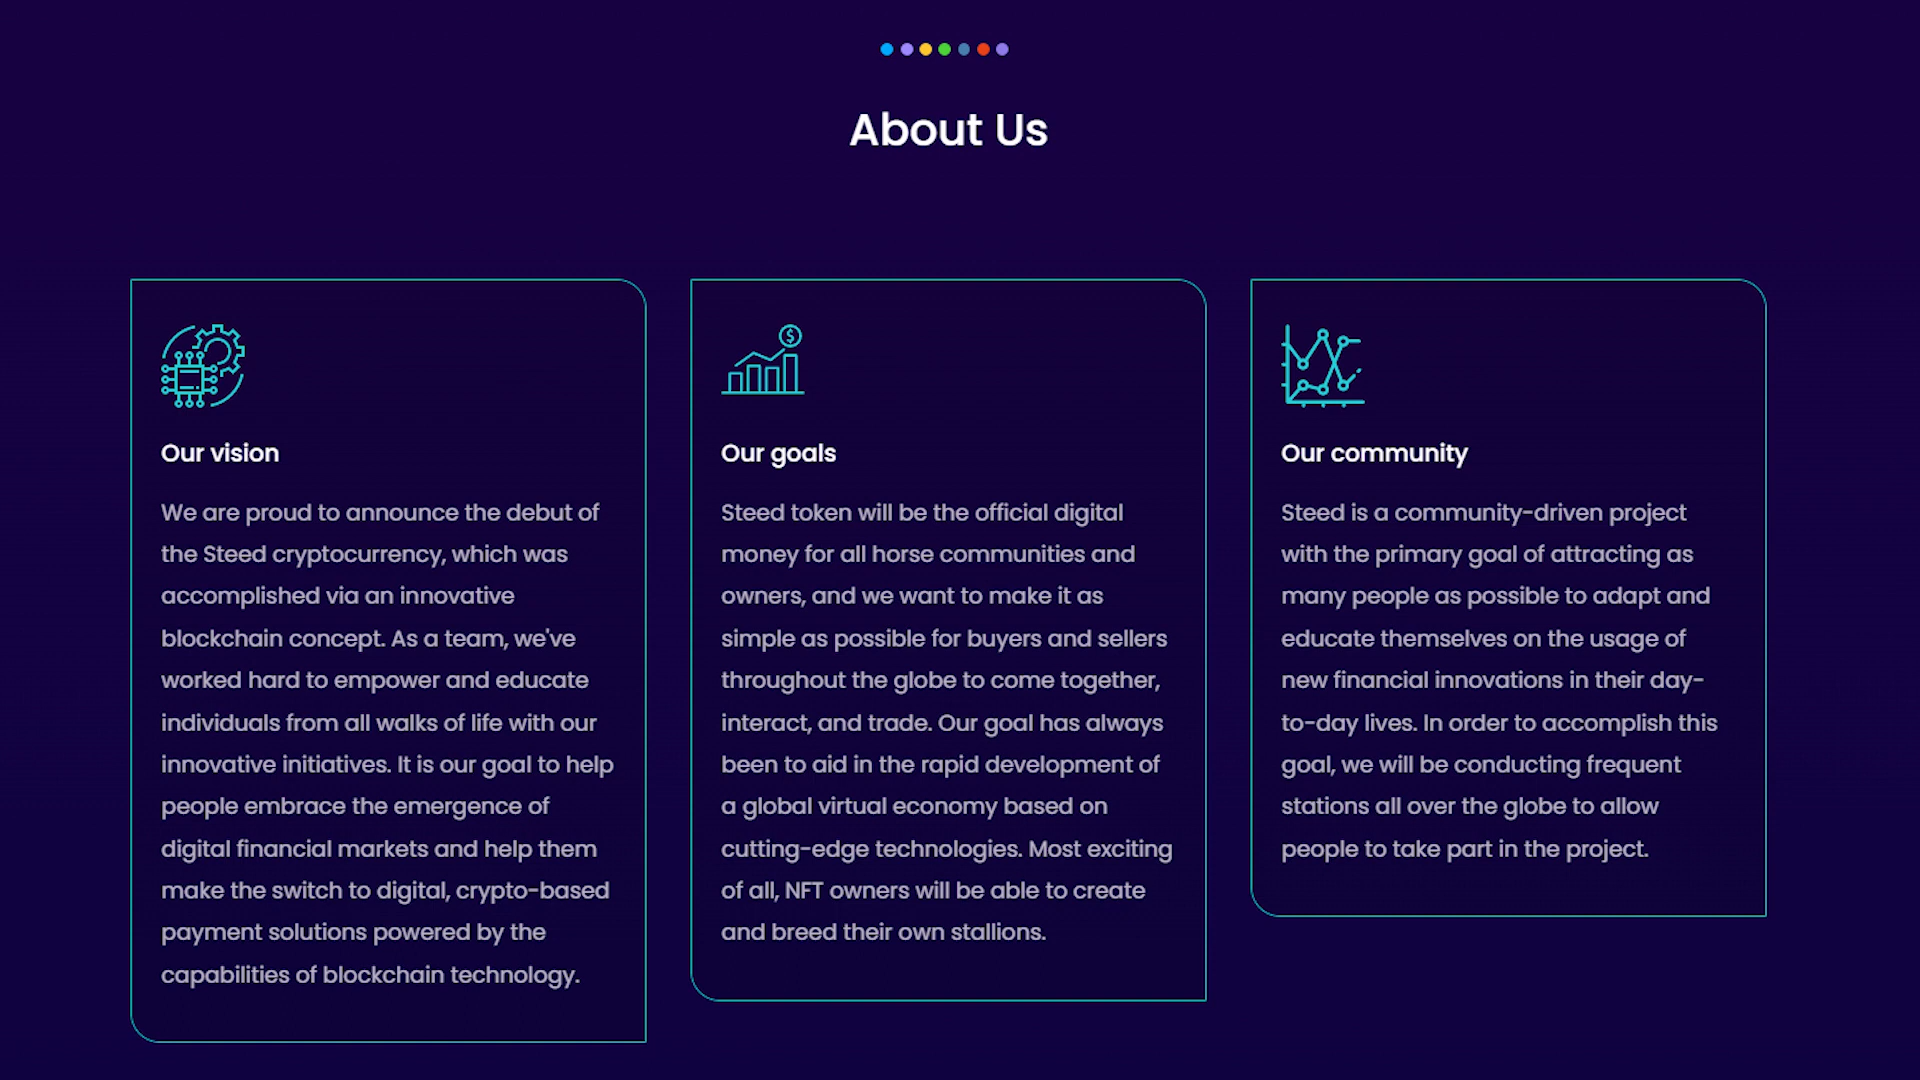 About Us
Our vision
We are proud to announce the debut of
the Steed cryptocurrency, which was
accomplished via an innovative
blockchain concept. As a team, we've
worked hard to empower and educate
individuals from all walks of life with our
innovative initiatives. It is our goal to help
people embrace the emergence of
digital financial markets and help them
make the switch to digital, crypto-based
payment solutions powered by the
capabilities of blockchain technology.
Our goals
Steed token will be the official digital
money for all horse communities and
owners, and we want to make it as
simple as possible for buyers and sellers
throughout the globe to come together,
interact, and trade. Our goal has always
been to aid in the rapid development of
a global virtual economy based on
cutting-edge technologies. Most exciting
of all, NFT owners will be able to create
and breed their own stallions.
Our community
Steed is a community-driven project
with the primary goal of attracting as
many people as possible to adapt and
educate themselves on the usage of
new financial innovations in their day-
to-day lives. In order to accomplish this
goal, we will be conducting frequent
stations all over the globe to allow
people to take part in the project.